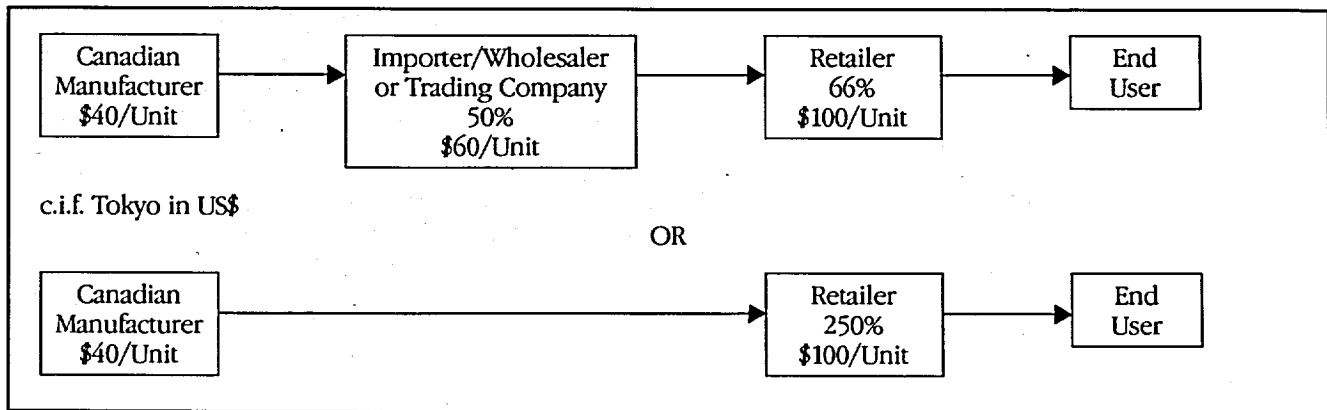 Canadian
Manufacturer
$40/Unit
Importer/Wholesaler
or Trading Company
50%
$60/Unit
Retailer
66%
$100/Unit
End
User
c.i.f. Tokyo in US$
OR
Canadian
Manufacturer
$40/Unit
Retailer
250%
$100/Unit
End
User